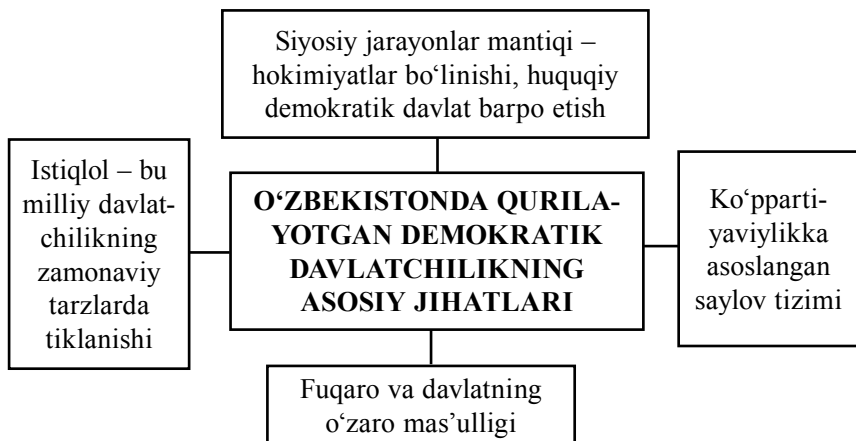 Siyosiy jarayonlar mantiqi –
hokimiyatlar bo‘linishi, huquqiy
demokratik davlat barpo etish
Istiqlol – bu
milliy davlat-
chilikning
zamonaviy
tarzlarda
tiklanishi
O‘ZBEKISTONDA QURILA-
YOTGAN DEMOKRATIK
DAVLATCHILIKNING
ASOSIY JIHATLARI
Ko‘pparti-
yaviylikka
asoslangan
saylov tizimi
Fuqaro va davlatning
o‘zaro mas’ulligi